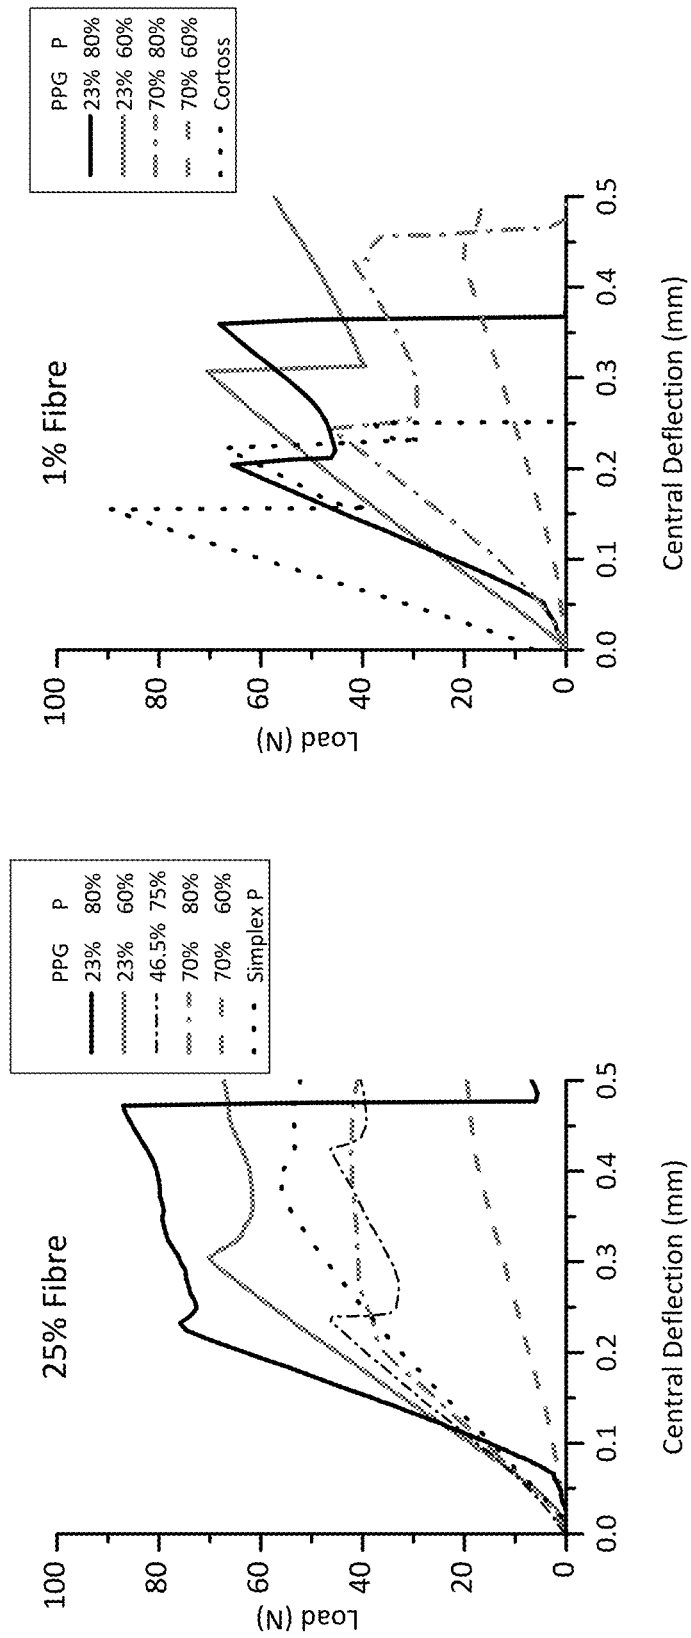 25% Fibre
PPG P
23% 80%
23% 60%
46.5% 75%
70% 80%
70% 60%
Simplex P
Load (N)
100
80
60
40
20
0
0.0 0.1 0.2 0.3 0.4 0.5
Central Deflection (mm)
1% Fibre
PPG P
23% 80%
23% 60%
70% 80%
70% 60%
Cortoss
Load (N)
100
80
60
40
20
0
0.0 0.1 0.2 0.3 0.4 0.5
Central Deflection (mm)